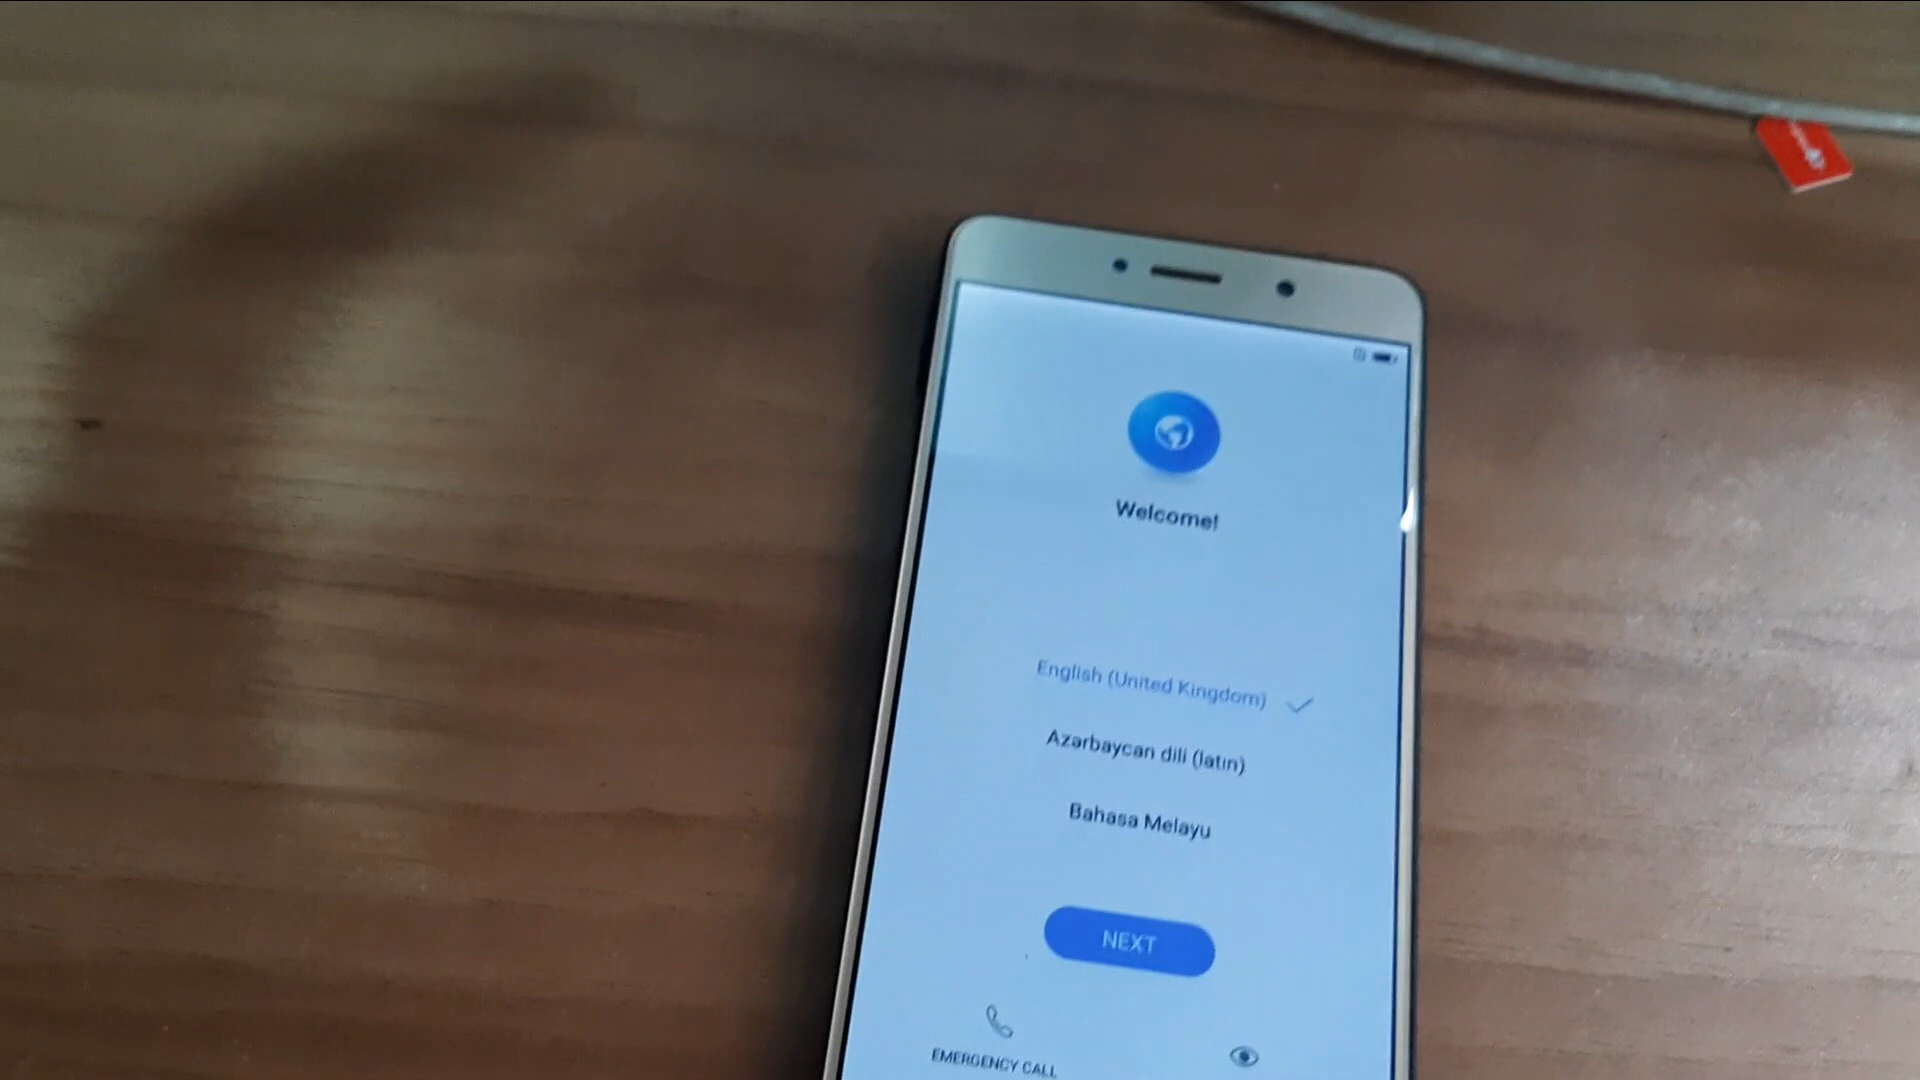 Welcome!
English (United Kingdom)
Azərbaycan dili (latın)
Bahasa Melayu
NEXT
EMERGENCY CALL